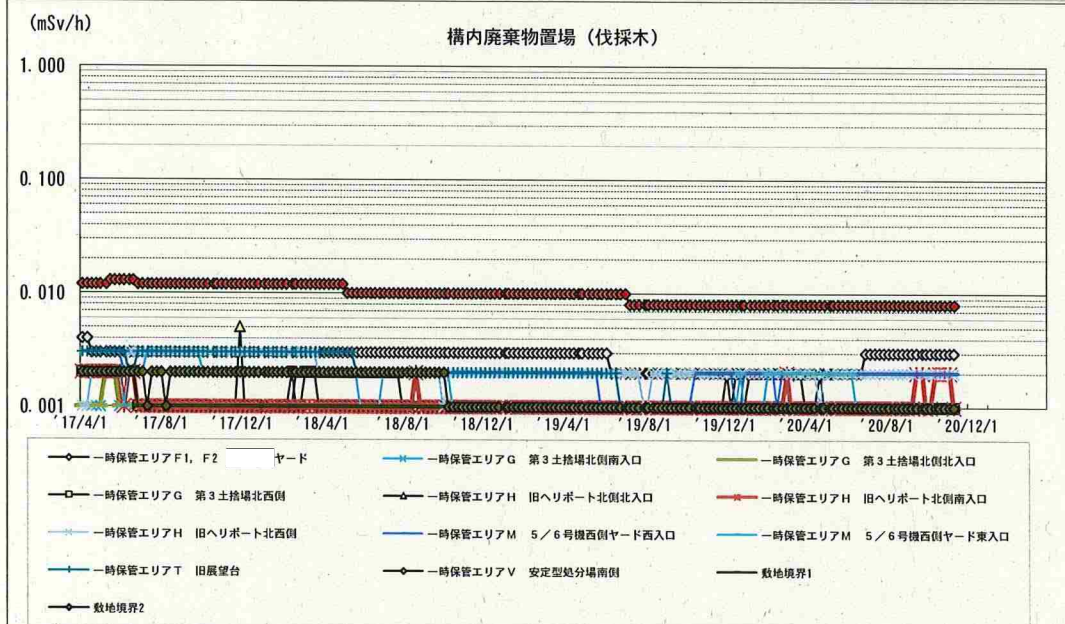 (mSv/h)
構内廃棄物置場（伐採木）
1.000
0.100
0.010
0.001
'17/4/1 '17/8/1 '17/12/1 '18/4/1 '18/8/1 '18/12/1 '19/4/1 '19/8/1 '19/12/1 '20/4/1 '20/8/1 '20/12/1
一時保管エリアＦ１，Ｆ２ ヤード
一時保管エリアＧ 第３土捨場北側南入口
一時保管エリアＧ 第３土捨場北側北入口
一時保管エリアＧ 第３土捨場北西側
一時保管エリアＨ 旧ヘリポート北側北入口
一時保管エリアＨ 旧ヘリポート北側南入口
一時保管エリアＨ 旧ヘリポート北西側
一時保管エリアＭ ５／６号機西側ヤード西入口
一時保管エリアＭ ５／６号機西側ヤード東入口
一時保管エリアＴ 旧展望台
一時保管エリアＶ 安定型処分場南側
敷地境界1
敷地境界2